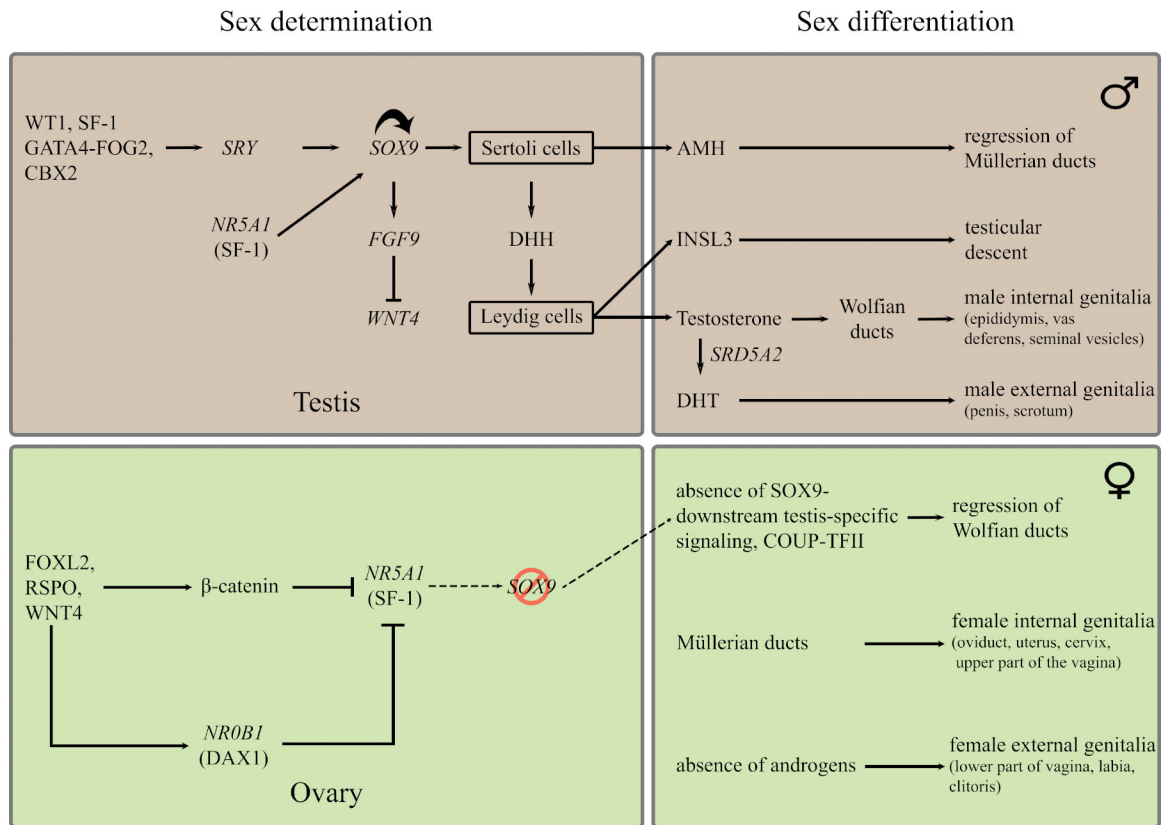 Sex determination
Sex differentiation
WT1, SF-1
GATA4-FOG2,
CBX2
SRY
SOX9
Sertoli cells
NR5A1
(SF-1)
FGF9
DHH
WNT4
Leydig cells
Testis
AMH
regression of
Müllerian ducts
INSL3
testicular
descent
Testosterone
Wolfian
ducts
male internal genitalia
(epididymis, vas
deferens, seminal vesicles)
SRD5A2
DHT
male external genitalia
(penis, scrotum)
FOXL2,
RSPO,
WNT4
β-catenin
NR5A1
(SF-1)
SOX9
NR0B1
(DAX1)
Ovary
absence of SOX9-
downstream testis-specific
signaling, COUP-TFII
regression of
Wolfian ducts
Müllerian ducts
female internal genitalia
(oviduct, uterus, cervix,
upper part of the vagina)
absence of androgens
female external genitalia
(lower part of vagina, labia,
clitoris)